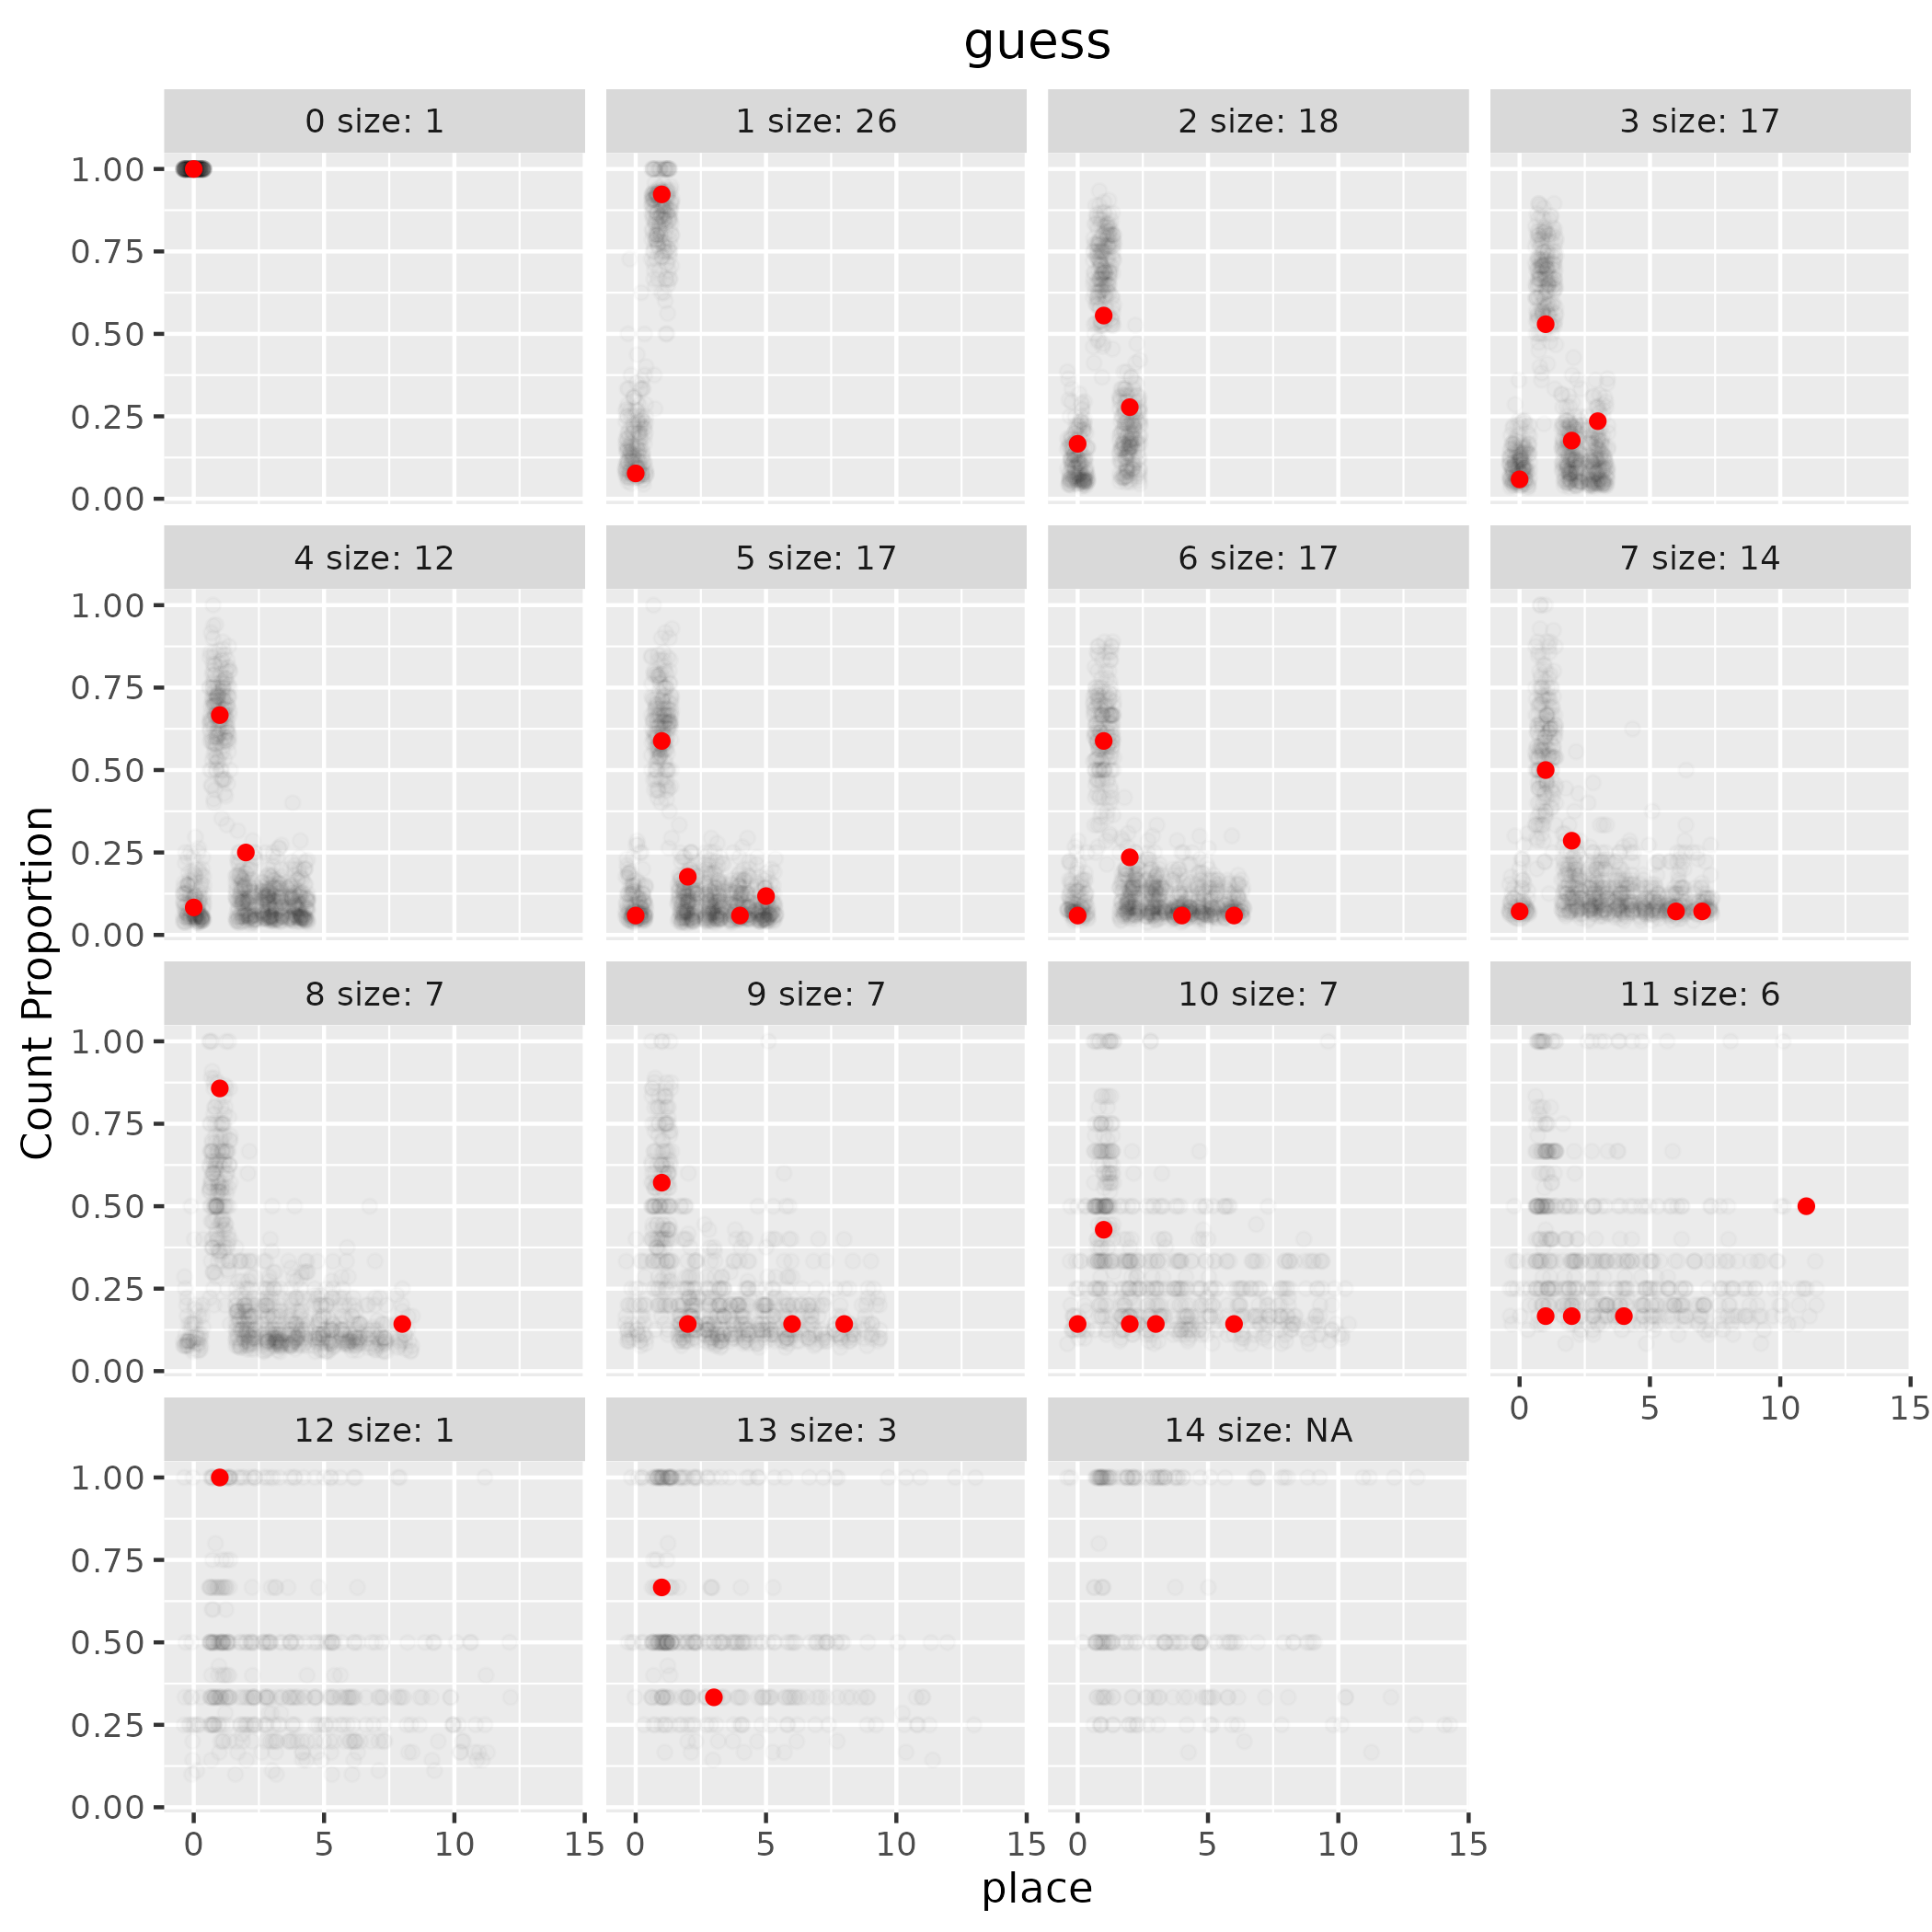 guess
0 size: 1
1 size: 26
2 size: 18
3 size: 17
1.00
0.75
0.50
0.25
0.00
4 size: 12
5 size: 17
6 size: 17
7 size: 14
1.00
0.75
0.50
0.25
0.00
Count Proportion
8 size: 7
9 size: 7
10 size: 7
11 size: 6
1.00
0.75
0.50
0.25
0.00
0 5 10 15
12 size: 1
13 size: 3
14 size: NA
1.00
0.75
0.50
0.25
0.00
0 5 10 15 0 5 10 15 0 5 10 15
place